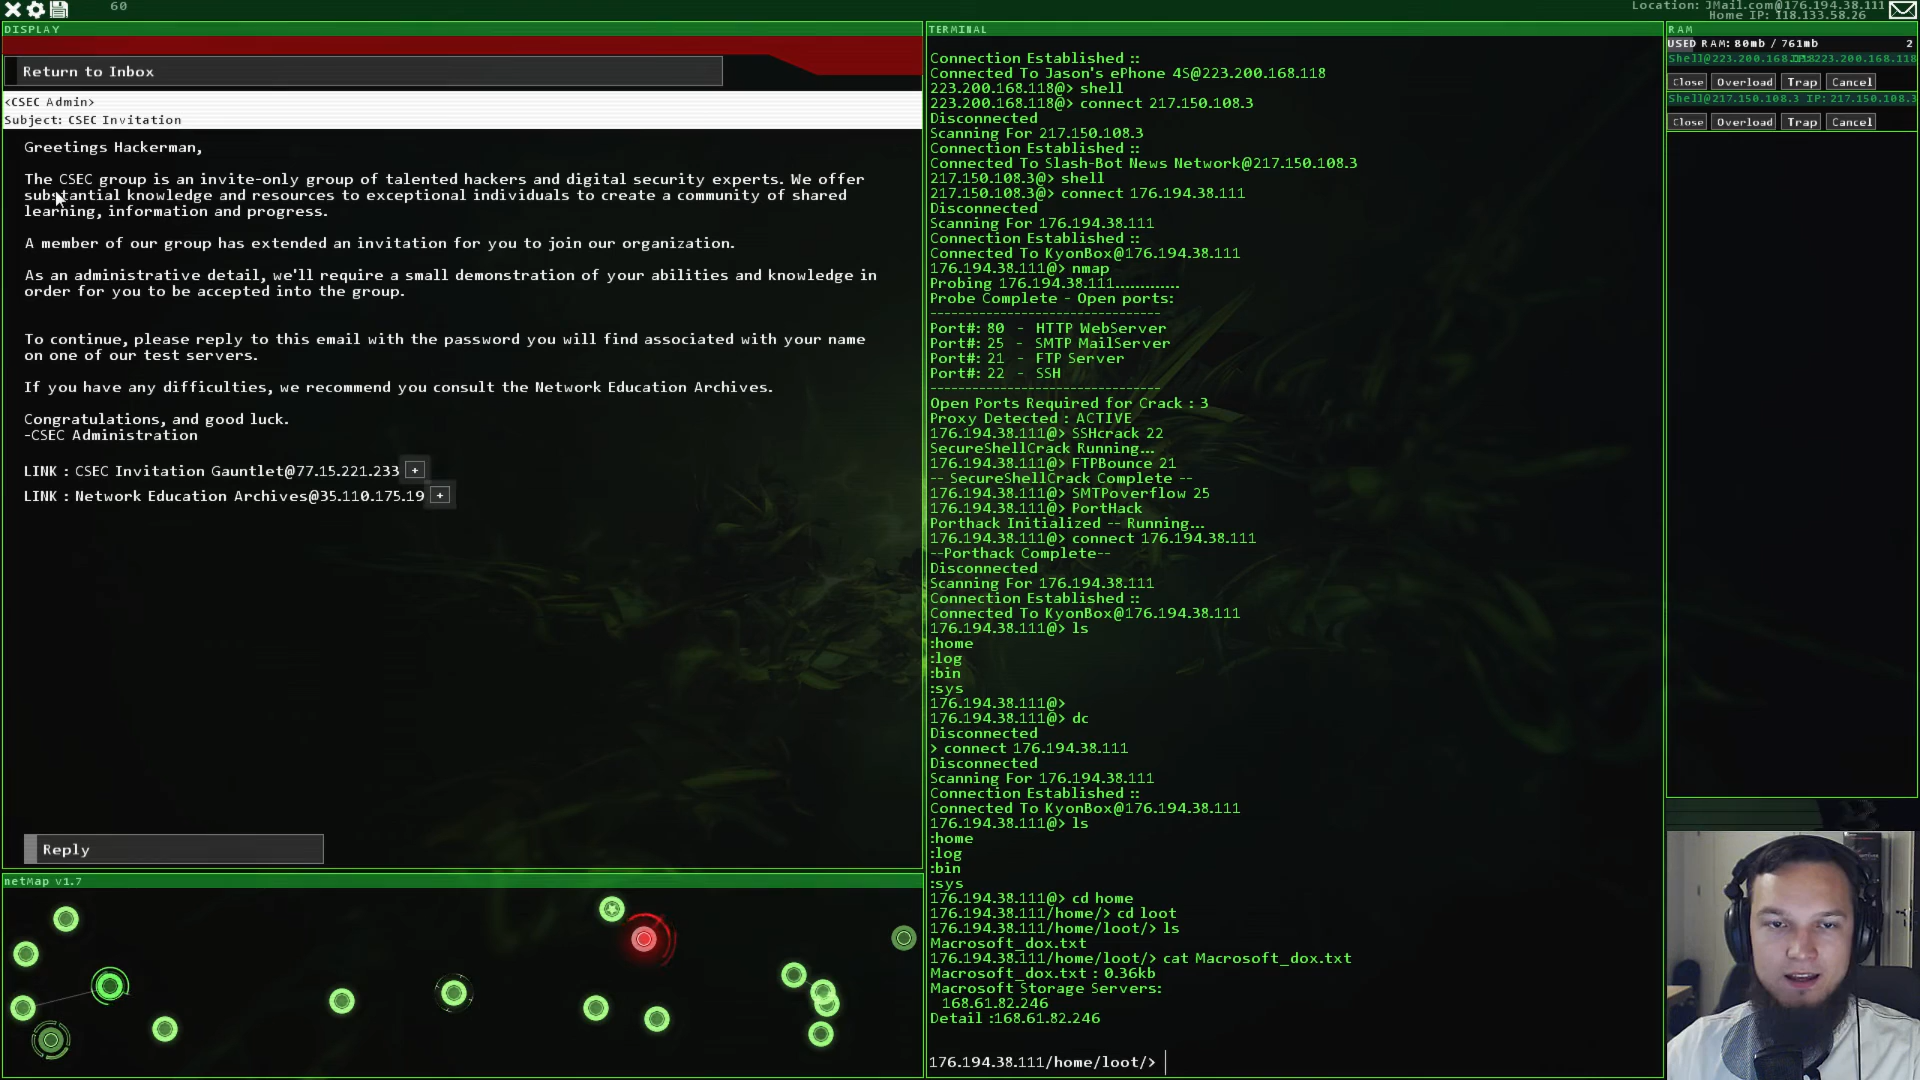 60
Location: JMail.com@176.194.38.111
Home IP: 118.133.58.26
DISPLAY
Return to Inbox
<CSEC Admin>
Subject: CSEC Invitation
Greetings Hackerman,
The CSEC group is an invite-only group of talented hackers and digital security experts. We offer
substantial knowledge and resources to exceptional individuals to create a community of shared
learning, information and progress.
A member of our group has extended an invitation for you to join our organization.
As an administrative detail, we'll require a small demonstration of your abilities and knowledge in
order for you to be accepted into the group.
To continue, please reply to this email with the password you will find associated with your name
on one of our test servers.
If you have any difficulties, we recommend you consult the Network Education Archives.
Congratulations, and good luck.
-CSEC Administration
LINK : CSEC Invitation Gauntlet@77.15.221.233 +
LINK : Network Education Archives@35.110.175.19 +
Reply
netMap v1.7
TERMINAL
Connection Established ::
Connected To Jason's ePhone 4S@223.200.168.118
223.200.168.118@> shell
223.200.168.118@> connect 217.150.108.3
Disconnected
Scanning For 217.150.108.3
Connection Established ::
Connected To Slash-Bot News Network@217.150.108.3
217.150.108.3@> shell
217.150.108.3@> connect 176.194.38.111
Disconnected
Scanning For 176.194.38.111
Connection Established ::
Connected To KyonBox@176.194.38.111
176.194.38.111@> nmap
Probing 176.194.38.111.............
Probe Complete - Open ports:
---------------------------------
Port#: 80 - HTTP WebServer
Port#: 25 - SMTP MailServer
Port#: 21 - FTP Server
Port#: 22 - SSH
---------------------------------
Open Ports Required for Crack : 3
Proxy Detected : ACTIVE
176.194.38.111@> SSHcrack 22
SecureShellCrack Running...
176.194.38.111@> FTPBounce 21
-- SecureShellCrack Complete --
176.194.38.111@> SMTPoverflow 25
176.194.38.111@> PortHack
Porthack Initialized -- Running...
176.194.38.111@> connect 176.194.38.111
--Porthack Complete--
Disconnected
Scanning For 176.194.38.111
Connection Established ::
Connected To KyonBox@176.194.38.111
176.194.38.111@> ls
:home
:log
:bin
:sys
176.194.38.111@>
176.194.38.111@> dc
Disconnected
> connect 176.194.38.111
Disconnected
Scanning For 176.194.38.111
Connection Established ::
Connected To KyonBox@176.194.38.111
176.194.38.111@> ls
:home
:log
:bin
:sys
176.194.38.111@> cd home
176.194.38.111/home/> cd loot
176.194.38.111/home/loot/> ls
Macrosoft_dox.txt
176.194.38.111/home/loot/> cat Macrosoft_dox.txt
Macrosoft_dox.txt : 0.36kb
Macrosoft Storage Servers:
168.61.82.246
Detail :168.61.82.246
176.194.38.111/home/loot/>
RAM
USED RAM: 80mb / 761mb 2
Close Overload Trap Cancel
Shell@217.150.108.3 IP: 217.150.108.3
Close Overload Trap Cancel